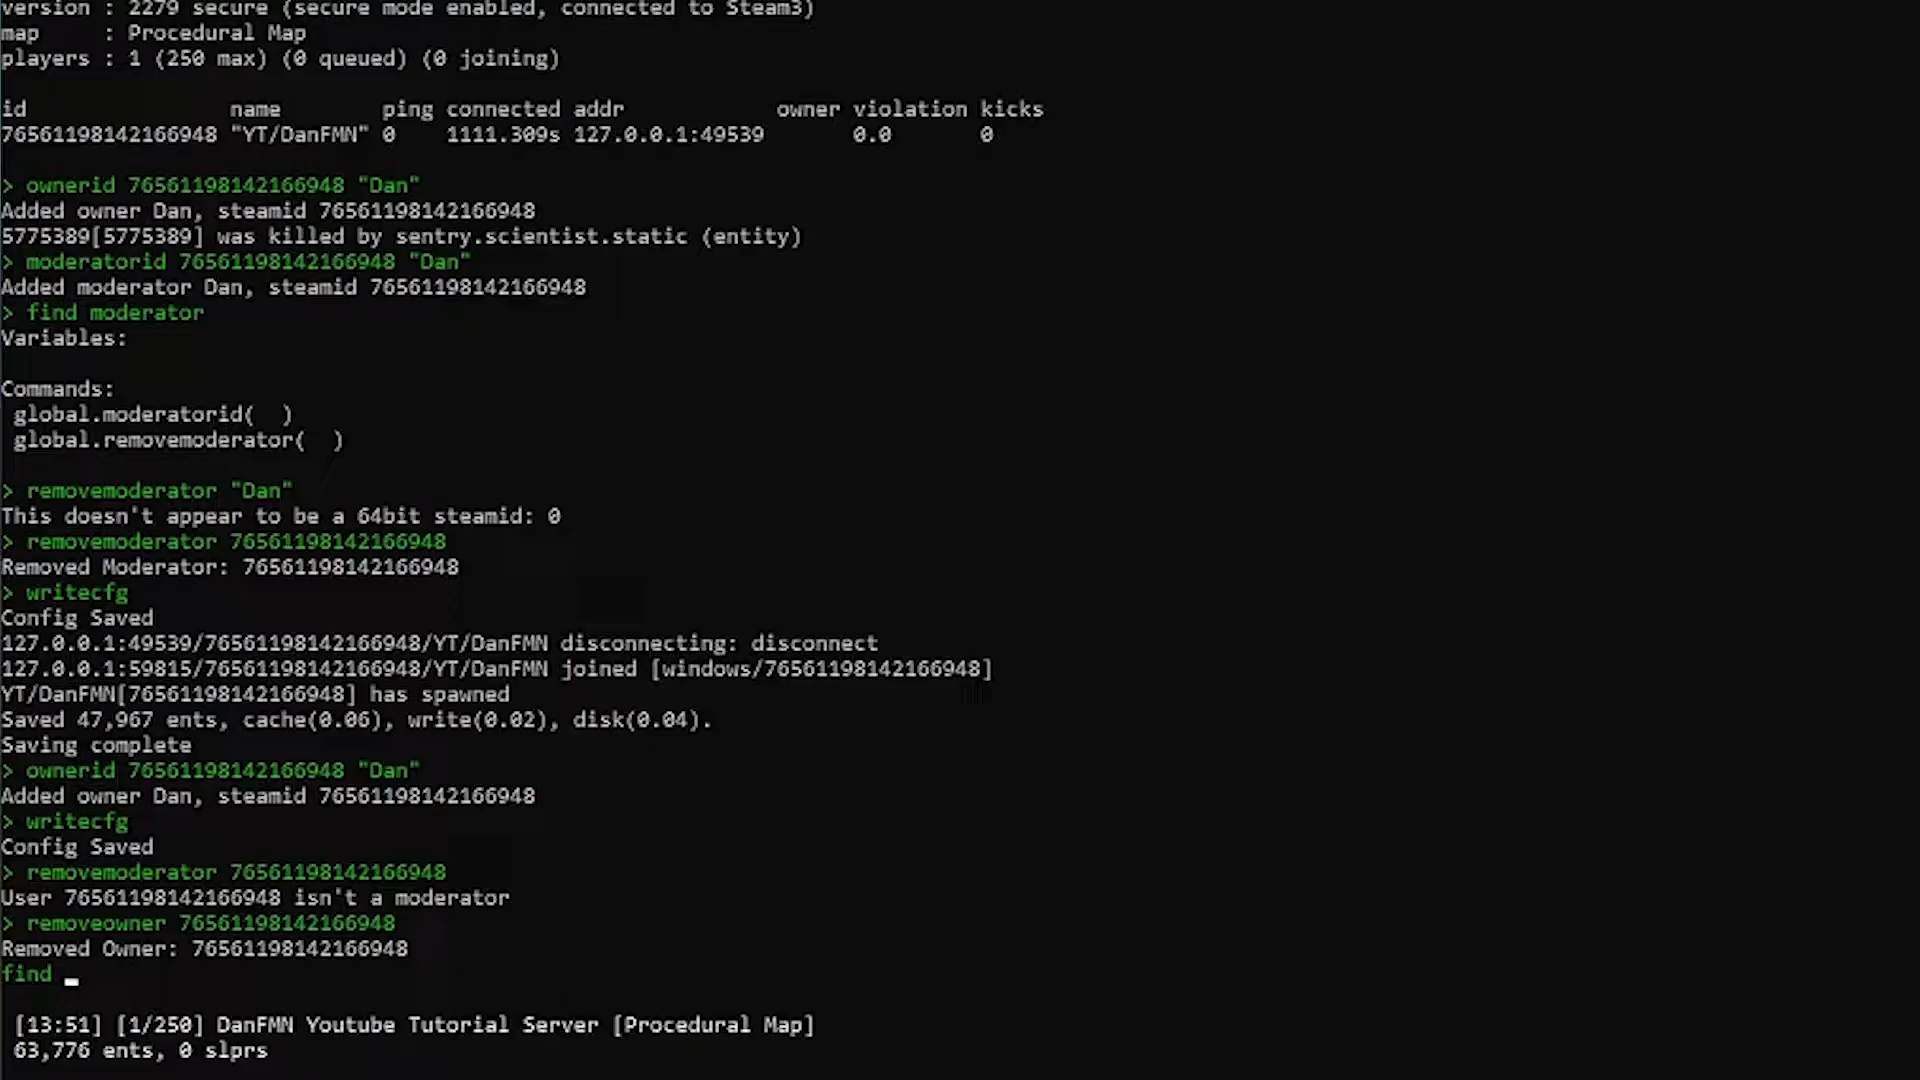 version : 2279 secure (secure mode enabled, connected to Steam3)
map     : Procedural Map
players : 1 (250 max) (0 queued) (0 joining)
id                name        ping connected addr            owner violation kicks
76561198142166948 "YT/DanFMN" 0    1111.309s 127.0.0.1:49539       0.0       0
> ownerid 76561198142166948 "Dan"
Added owner Dan, steamid 76561198142166948
5775389[5775389] was killed by sentry.scientist.static (entity)
> moderatorid 76561198142166948 "Dan"
Added moderator Dan, steamid 76561198142166948
> find moderator
Variables:
Commands:
 global.moderatorid(  )
 global.removemoderator(  )
> removemoderator "Dan"
This doesn't appear to be a 64bit steamid: 0
> removemoderator 76561198142166948
Removed Moderator: 76561198142166948
> writecfg
Config Saved
127.0.0.1:49539/76561198142166948/YT/DanFMN disconnecting: disconnect
127.0.0.1:59815/76561198142166948/YT/DanFMN joined [windows/76561198142166948]
YT/DanFMN[76561198142166948] has spawned
Saved 47,967 ents, cache(0.06), write(0.02), disk(0.04).
Saving complete
> ownerid 76561198142166948 "Dan"
Added owner Dan, steamid 76561198142166948
> writecfg
Config Saved
> removemoderator 76561198142166948
User 76561198142166948 isn't a moderator
> removeowner 76561198142166948
Removed Owner: 76561198142166948
find _
[13:51] [1/250] DanFMN Youtube Tutorial Server [Procedural Map]
63,776 ents, 0 slprs